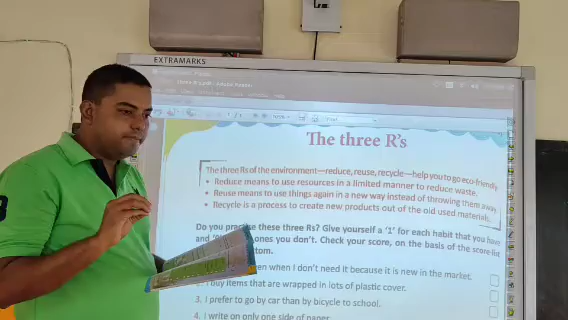 EXTRAMARKS
The three R's
The three Rs of the environment—reduce, reuse, recycle—help you to go eco-friendly
• Reduce means to use resources in a limited manner to reduce waste.
• Reuse means to use things again in a new way instead of throwing them away.
• Recycle is a process to create new products out of the old used materials.
Do you practise these three Rs? Give yourself a '1' for each habit that you have
and ones you don't. Check your score, on the basis of the score-list
tom.
en when I don't need it because it is new in the market.
I buy items that are wrapped in lots of plastic cover.
3. I prefer to go by car than by bicycle to school.
4. I write on only one side of paper.